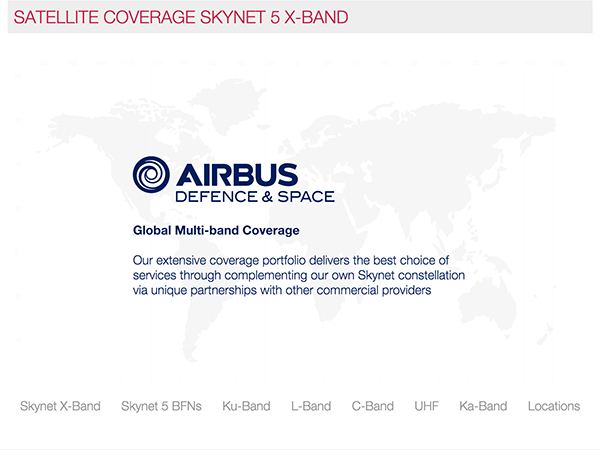 SATELLITE COVERAGE SKYNET 5 X-BAND
AIRBUS
DEFENCE & SPACE
Global Multi-band Coverage
Our extensive coverage portfolio delivers the best choice of
services through complementing our own Skynet constellation
via unique partnerships with other commercial providers
Skynet X-Band Skynet 5 BFNs Ku-Band L-Band C-Band UHF Ka-Band Locations